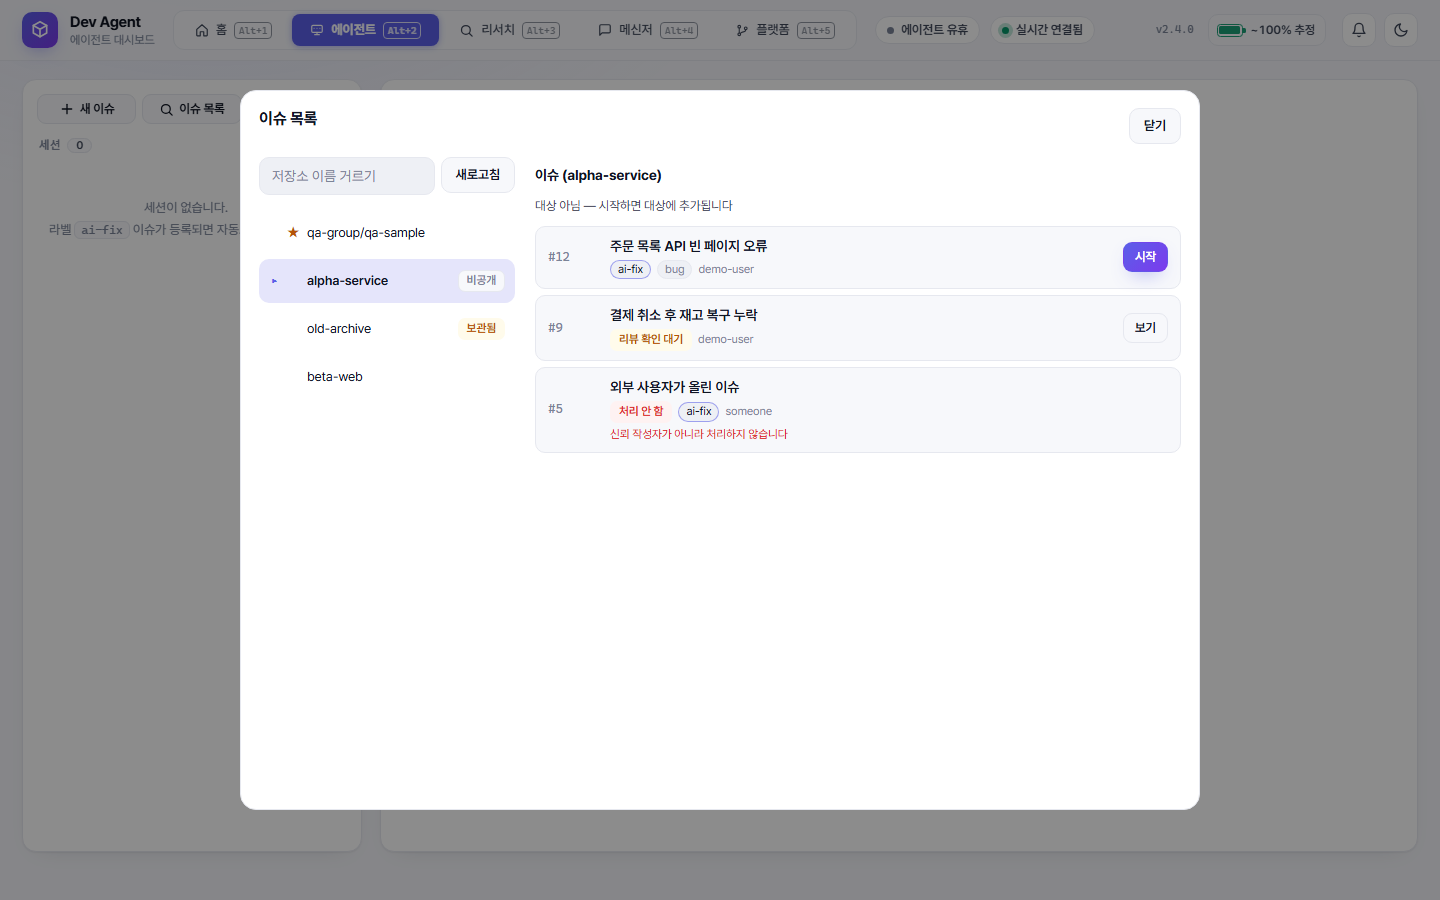 Dev Agent
에이전트 대시보드
홈 Alt+1
에이전트 Alt+2
리서치 Alt+3
메신저 Alt+4
플랫폼 Alt+5
에이전트 유휴
실시간 연결됨
v2.4.0
~100% 추정
새 이슈
이슈 목록
세션 0
세션이 없습니다.
라벨 ai-fix 이슈가 등록되면 자동
이슈 목록
닫기
저장소 이름 거르기
새로고침
★ qa-group/qa-sample
▸ alpha-service 비공개
old-archive 보관됨
beta-web
이슈 (alpha-service)
대상 아님 — 시작하면 대상에 추가됩니다
#12
주문 목록 API 빈 페이지 오류
ai-fix bug demo-user
시작
#9
결제 취소 후 재고 복구 누락
리뷰 확인 대기 demo-user
보기
#5
외부 사용자가 올린 이슈
처리 안 함 ai-fix someone
신뢰 작성자가 아니라 처리하지 않습니다